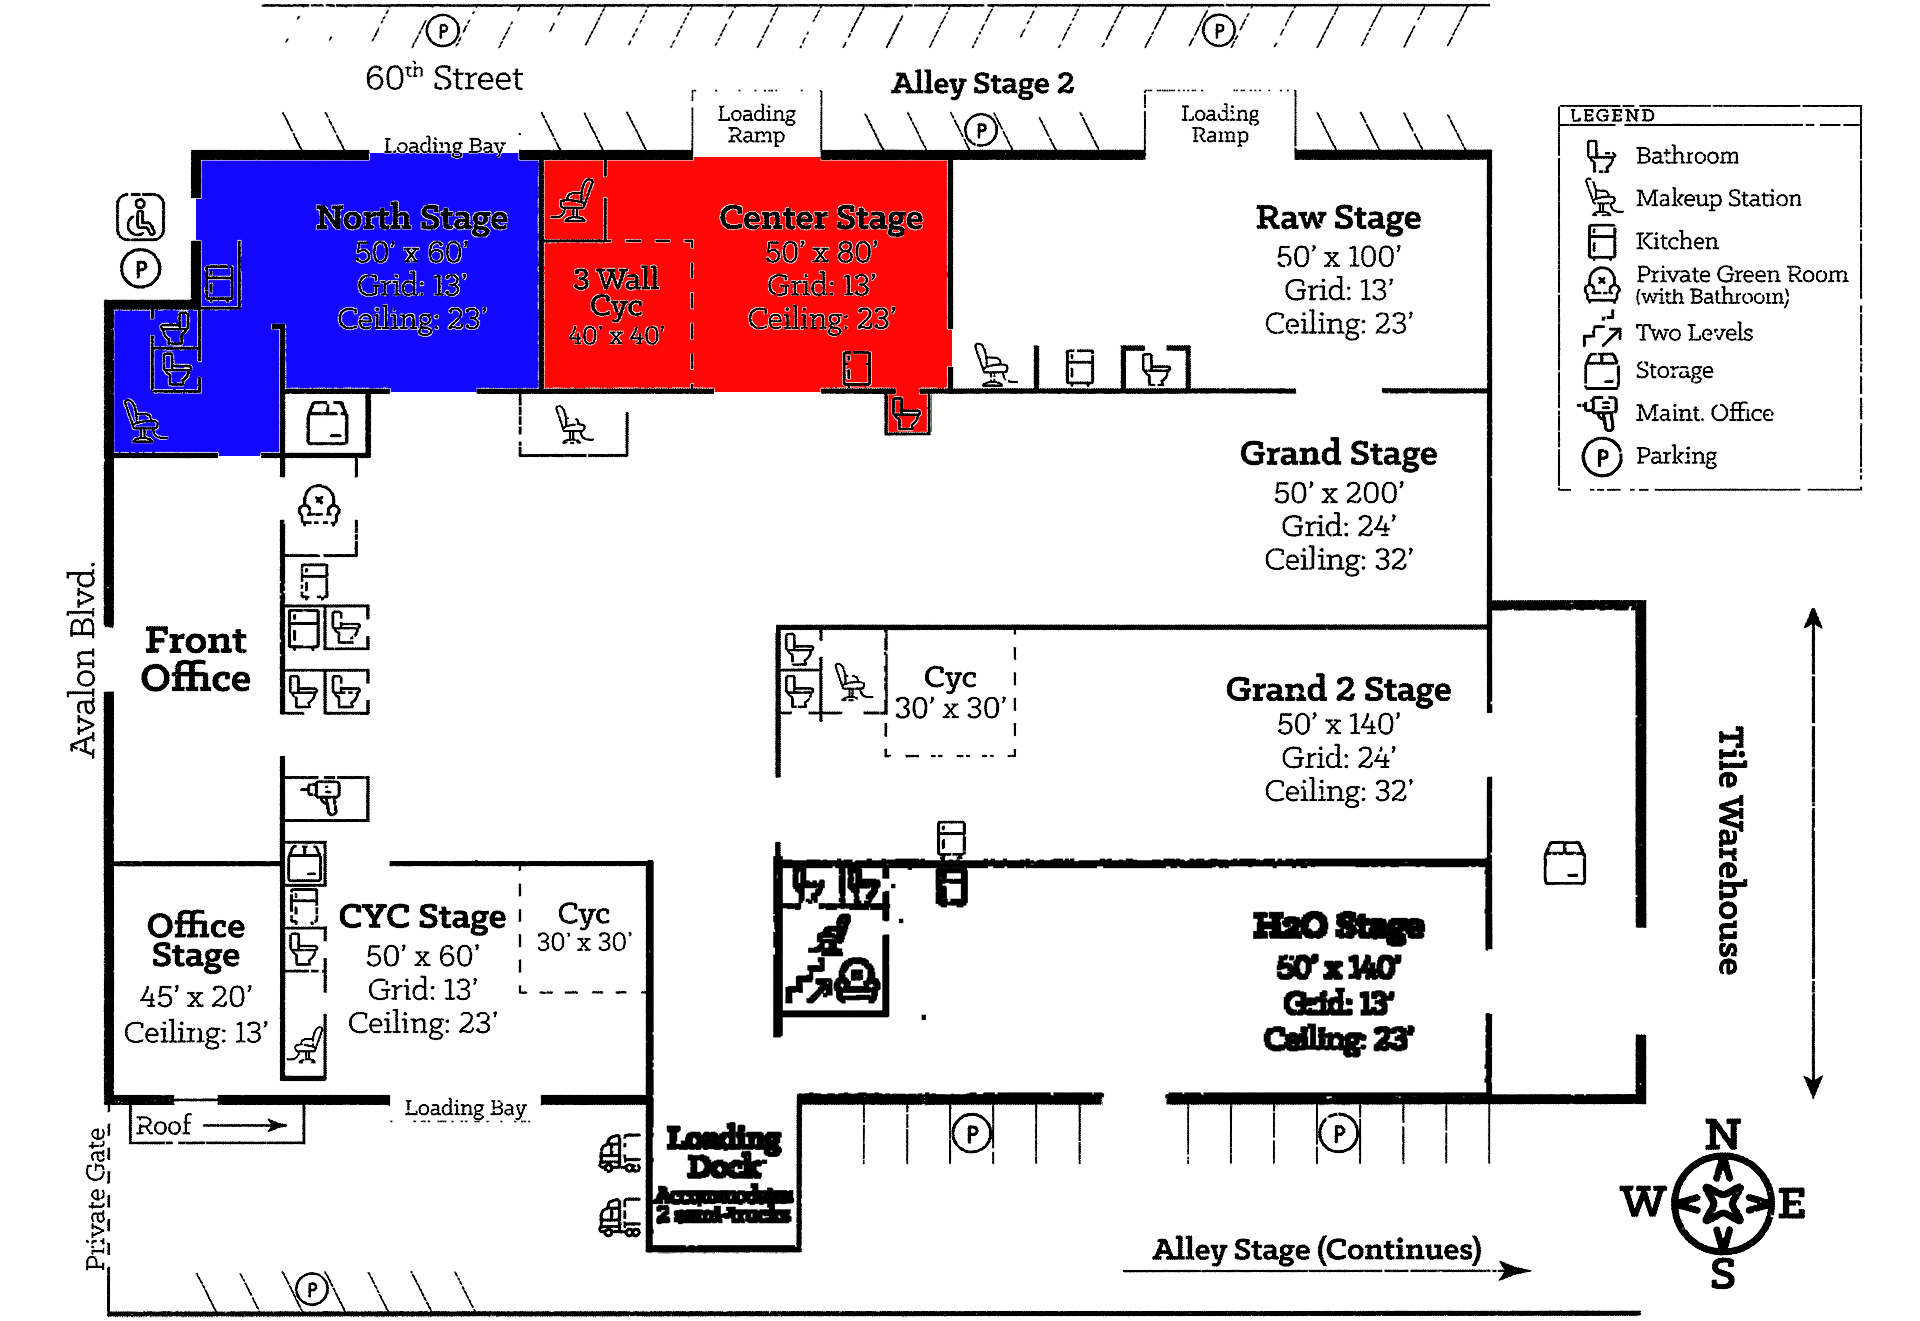 P
P
60th Street
Alley Stage 2
Loading Bay
Loading
Ramp
P
Loading
Ramp
LEGEND
Bathroom
Makeup Station
Kitchen
Private Green Room
(with Bathroom)
Two Levels
Storage
Maint. Office
P Parking
P
North Stage
50' x 60'
Grid: 13'
Ceiling: 23'
3 Wall
Cyc
40' x 40'
Center Stage
50' x 80'
Grid: 13'
Ceiling: 23'
Raw Stage
50' x 100'
Grid: 13'
Ceiling: 23'
Grand Stage
50' x 200'
Grid: 24'
Ceiling: 32'
Avalon Blvd.
Front
Office
Cyc
30' x 30'
Grand 2 Stage
50' x 140'
Grid: 24'
Ceiling: 32'
Tile Warehouse
Office
Stage
45' x 20'
Ceiling: 13'
CYC Stage
50' x 60'
Grid: 13'
Ceiling: 23'
Cyc
30' x 30'
H2O Stage
50' x 140'
Grid: 13'
Ceiling: 23'
Roof
Loading Bay
Private Gate
Loading
Dock
Accommodates
2 semi-trucks
P
P
Alley Stage (Continues)
P
N
W
E
S